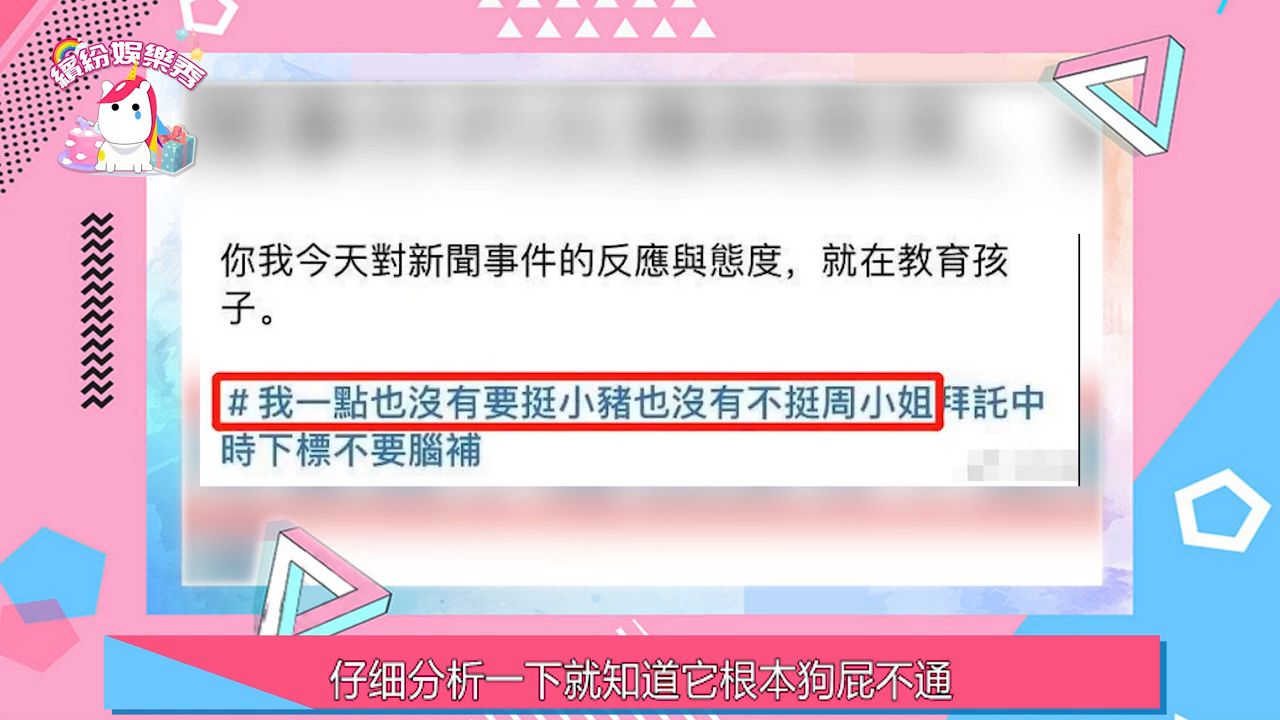 繽紛娛樂秀
你我今天對新聞事件的反應與態度，就在教育孩
子。
#我一點也沒有要挺小豬也沒有不挺周小姐拜託中
時下標不要腦補
仔细分析一下就知道它根本狗屁不通